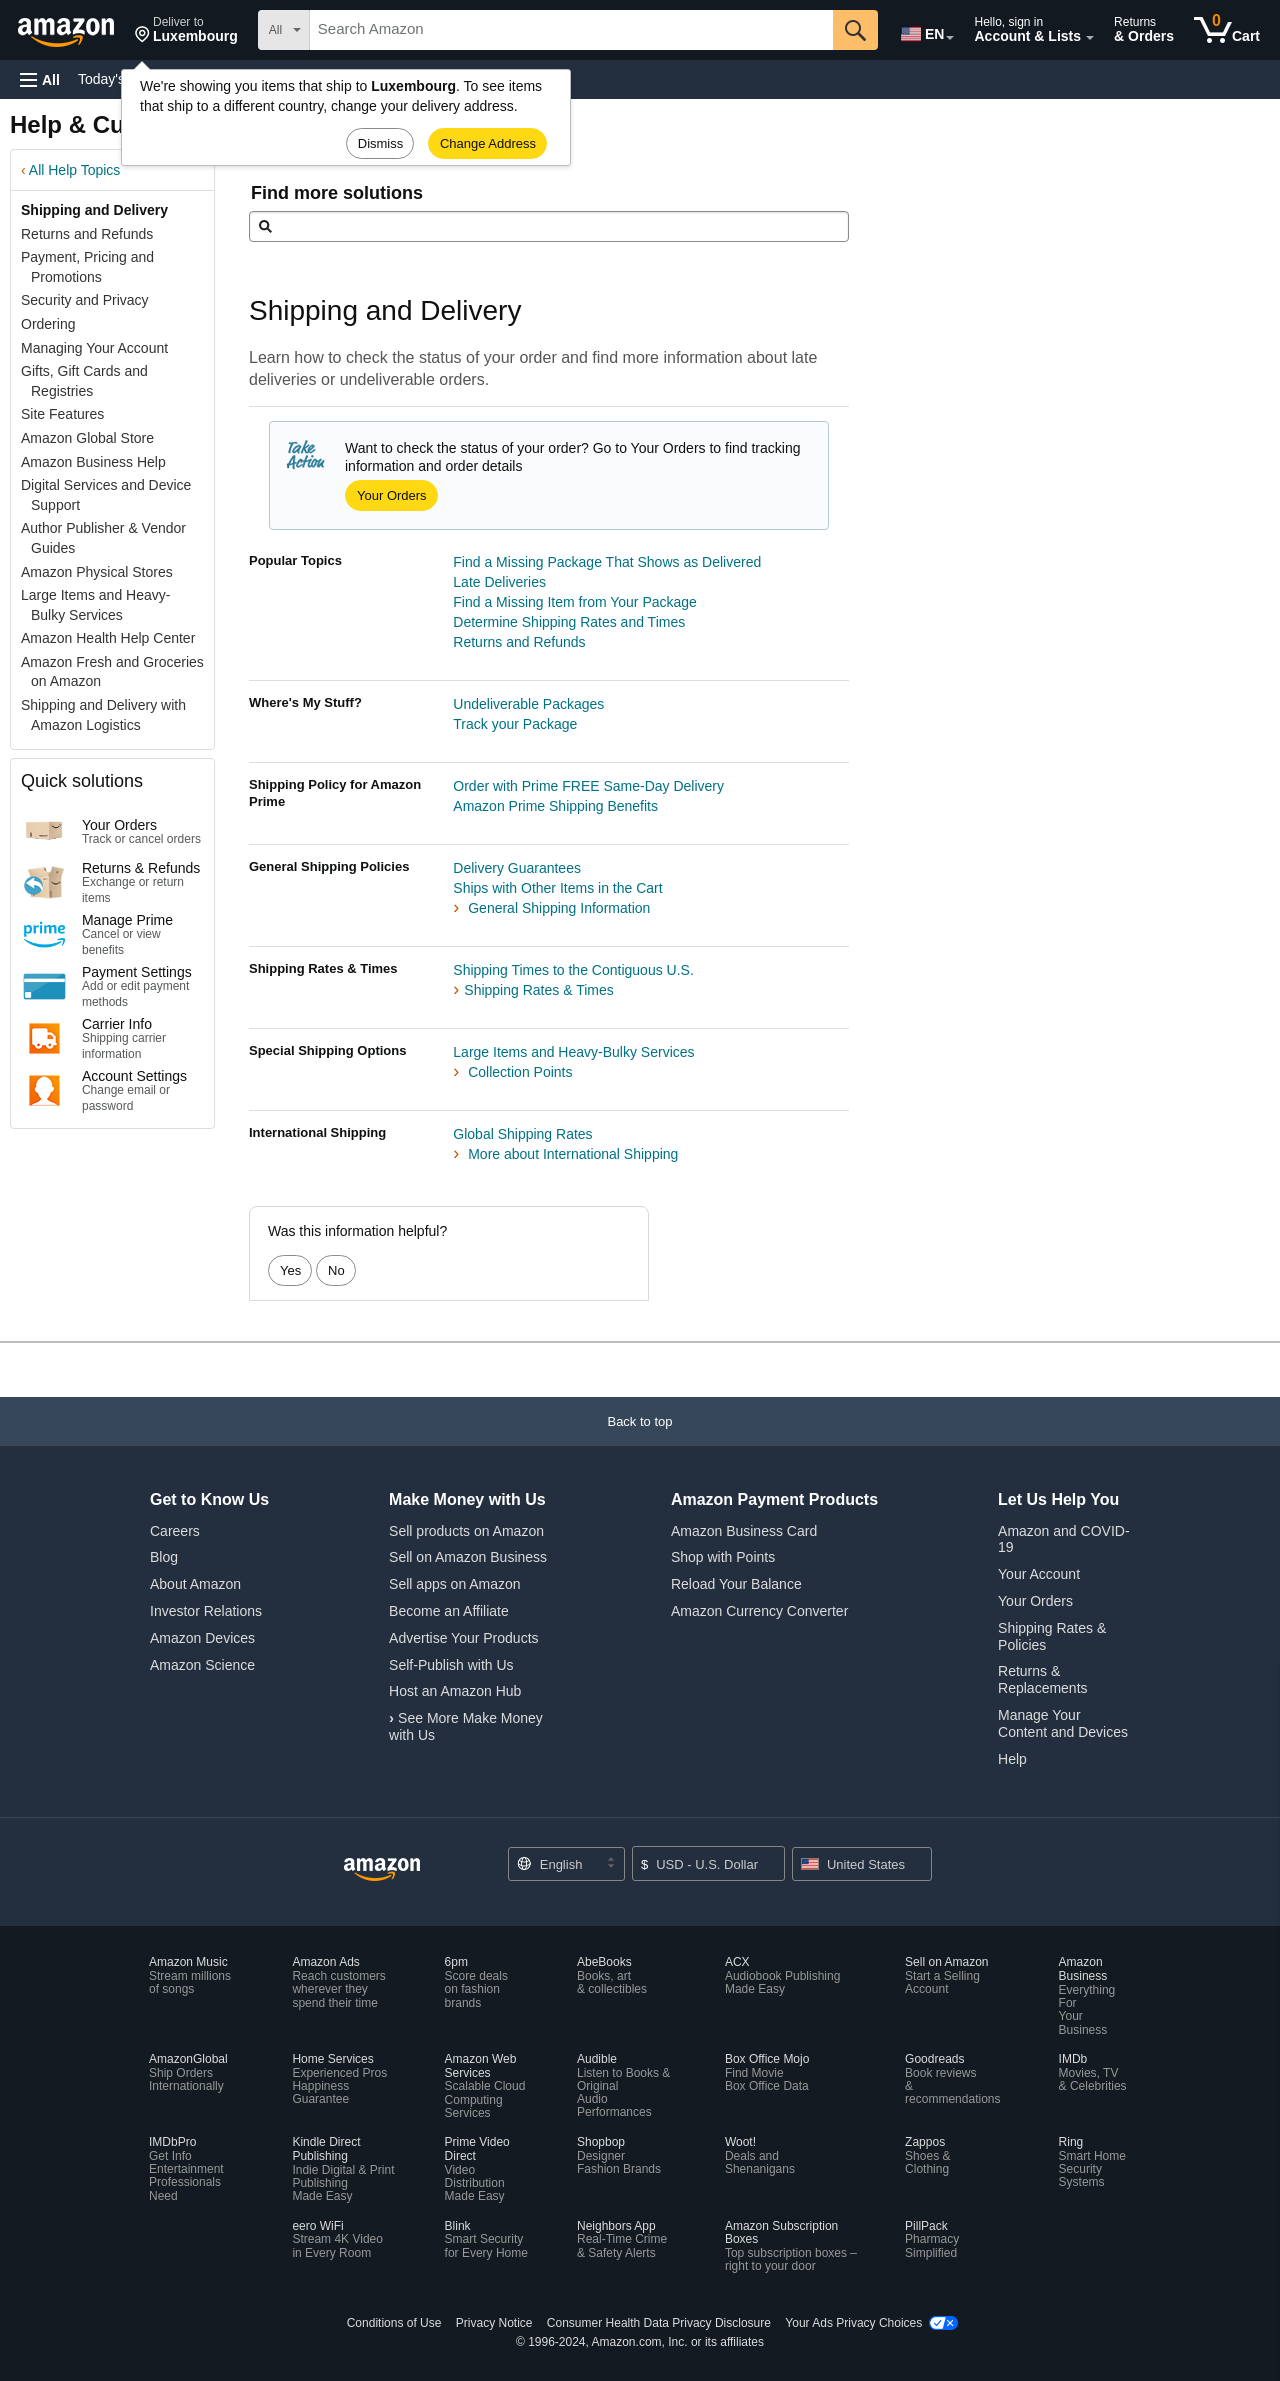 amazon
Deliver to
Luxembourg
All
Search Amazon
EN
Hello, sign in
Account & Lists
Returns
& Orders
0
Cart
All
Today's
We're showing you items that ship to Luxembourg. To see items
that ship to a different country, change your delivery address.
Dismiss
Change Address
Help & Cu
‹ All Help Topics
Shipping and Delivery
Returns and Refunds
Payment, Pricing and
Promotions
Security and Privacy
Ordering
Managing Your Account
Gifts, Gift Cards and
Registries
Site Features
Amazon Global Store
Amazon Business Help
Digital Services and Device
Support
Author Publisher & Vendor
Guides
Amazon Physical Stores
Large Items and Heavy-
Bulky Services
Amazon Health Help Center
Amazon Fresh and Groceries
on Amazon
Shipping and Delivery with
Amazon Logistics
Quick solutions
Your Orders
Track or cancel orders
Returns & Refunds
Exchange or return
items
prime
Manage Prime
Cancel or view
benefits
Payment Settings
Add or edit payment
methods
Carrier Info
Shipping carrier
information
Account Settings
Change email or
password
Find more solutions
Shipping and Delivery
Learn how to check the status of your order and find more information about late
deliveries or undeliverable orders.
Take
Action
Want to check the status of your order? Go to Your Orders to find tracking
information and order details
Your Orders
Popular Topics
Find a Missing Package That Shows as Delivered
Late Deliveries
Find a Missing Item from Your Package
Determine Shipping Rates and Times
Returns and Refunds
Where's My Stuff?
Undeliverable Packages
Track your Package
Shipping Policy for Amazon
Prime
Order with Prime FREE Same-Day Delivery
Amazon Prime Shipping Benefits
General Shipping Policies
Delivery Guarantees
Ships with Other Items in the Cart
› General Shipping Information
Shipping Rates & Times
Shipping Times to the Contiguous U.S.
› Shipping Rates & Times
Special Shipping Options
Large Items and Heavy-Bulky Services
› Collection Points
International Shipping
Global Shipping Rates
› More about International Shipping
Was this information helpful?
Yes
No
Back to top
Get to Know Us
Careers
Blog
About Amazon
Investor Relations
Amazon Devices
Amazon Science
Make Money with Us
Sell products on Amazon
Sell on Amazon Business
Sell apps on Amazon
Become an Affiliate
Advertise Your Products
Self-Publish with Us
Host an Amazon Hub
› See More Make Money
with Us
Amazon Payment Products
Amazon Business Card
Shop with Points
Reload Your Balance
Amazon Currency Converter
Let Us Help You
Amazon and COVID-
19
Your Account
Your Orders
Shipping Rates &
Policies
Returns &
Replacements
Manage Your
Content and Devices
Help
amazon
English
$ USD - U.S. Dollar
United States
Amazon Music
Stream millions
of songs
Amazon Ads
Reach customers
wherever they
spend their time
6pm
Score deals
on fashion
brands
AbeBooks
Books, art
& collectibles
ACX
Audiobook Publishing
Made Easy
Sell on Amazon
Start a Selling
Account
Amazon
Business
Everything
For
Your
Business
AmazonGlobal
Ship Orders
Internationally
Home Services
Experienced Pros
Happiness
Guarantee
Amazon Web
Services
Scalable Cloud
Computing
Services
Audible
Listen to Books &
Original
Audio
Performances
Box Office Mojo
Find Movie
Box Office Data
Goodreads
Book reviews
&
recommendations
IMDb
Movies, TV
& Celebrities
IMDbPro
Get Info
Entertainment
Professionals
Need
Kindle Direct
Publishing
Indie Digital & Print
Publishing
Made Easy
Prime Video
Direct
Video
Distribution
Made Easy
Shopbop
Designer
Fashion Brands
Woot!
Deals and
Shenanigans
Zappos
Shoes &
Clothing
Ring
Smart Home
Security
Systems
eero WiFi
Stream 4K Video
in Every Room
Blink
Smart Security
for Every Home
Neighbors App
Real-Time Crime
& Safety Alerts
Amazon Subscription
Boxes
Top subscription boxes –
right to your door
PillPack
Pharmacy
Simplified
Conditions of Use
Privacy Notice
Consumer Health Data Privacy Disclosure
Your Ads Privacy Choices
© 1996-2024, Amazon.com, Inc. or its affiliates